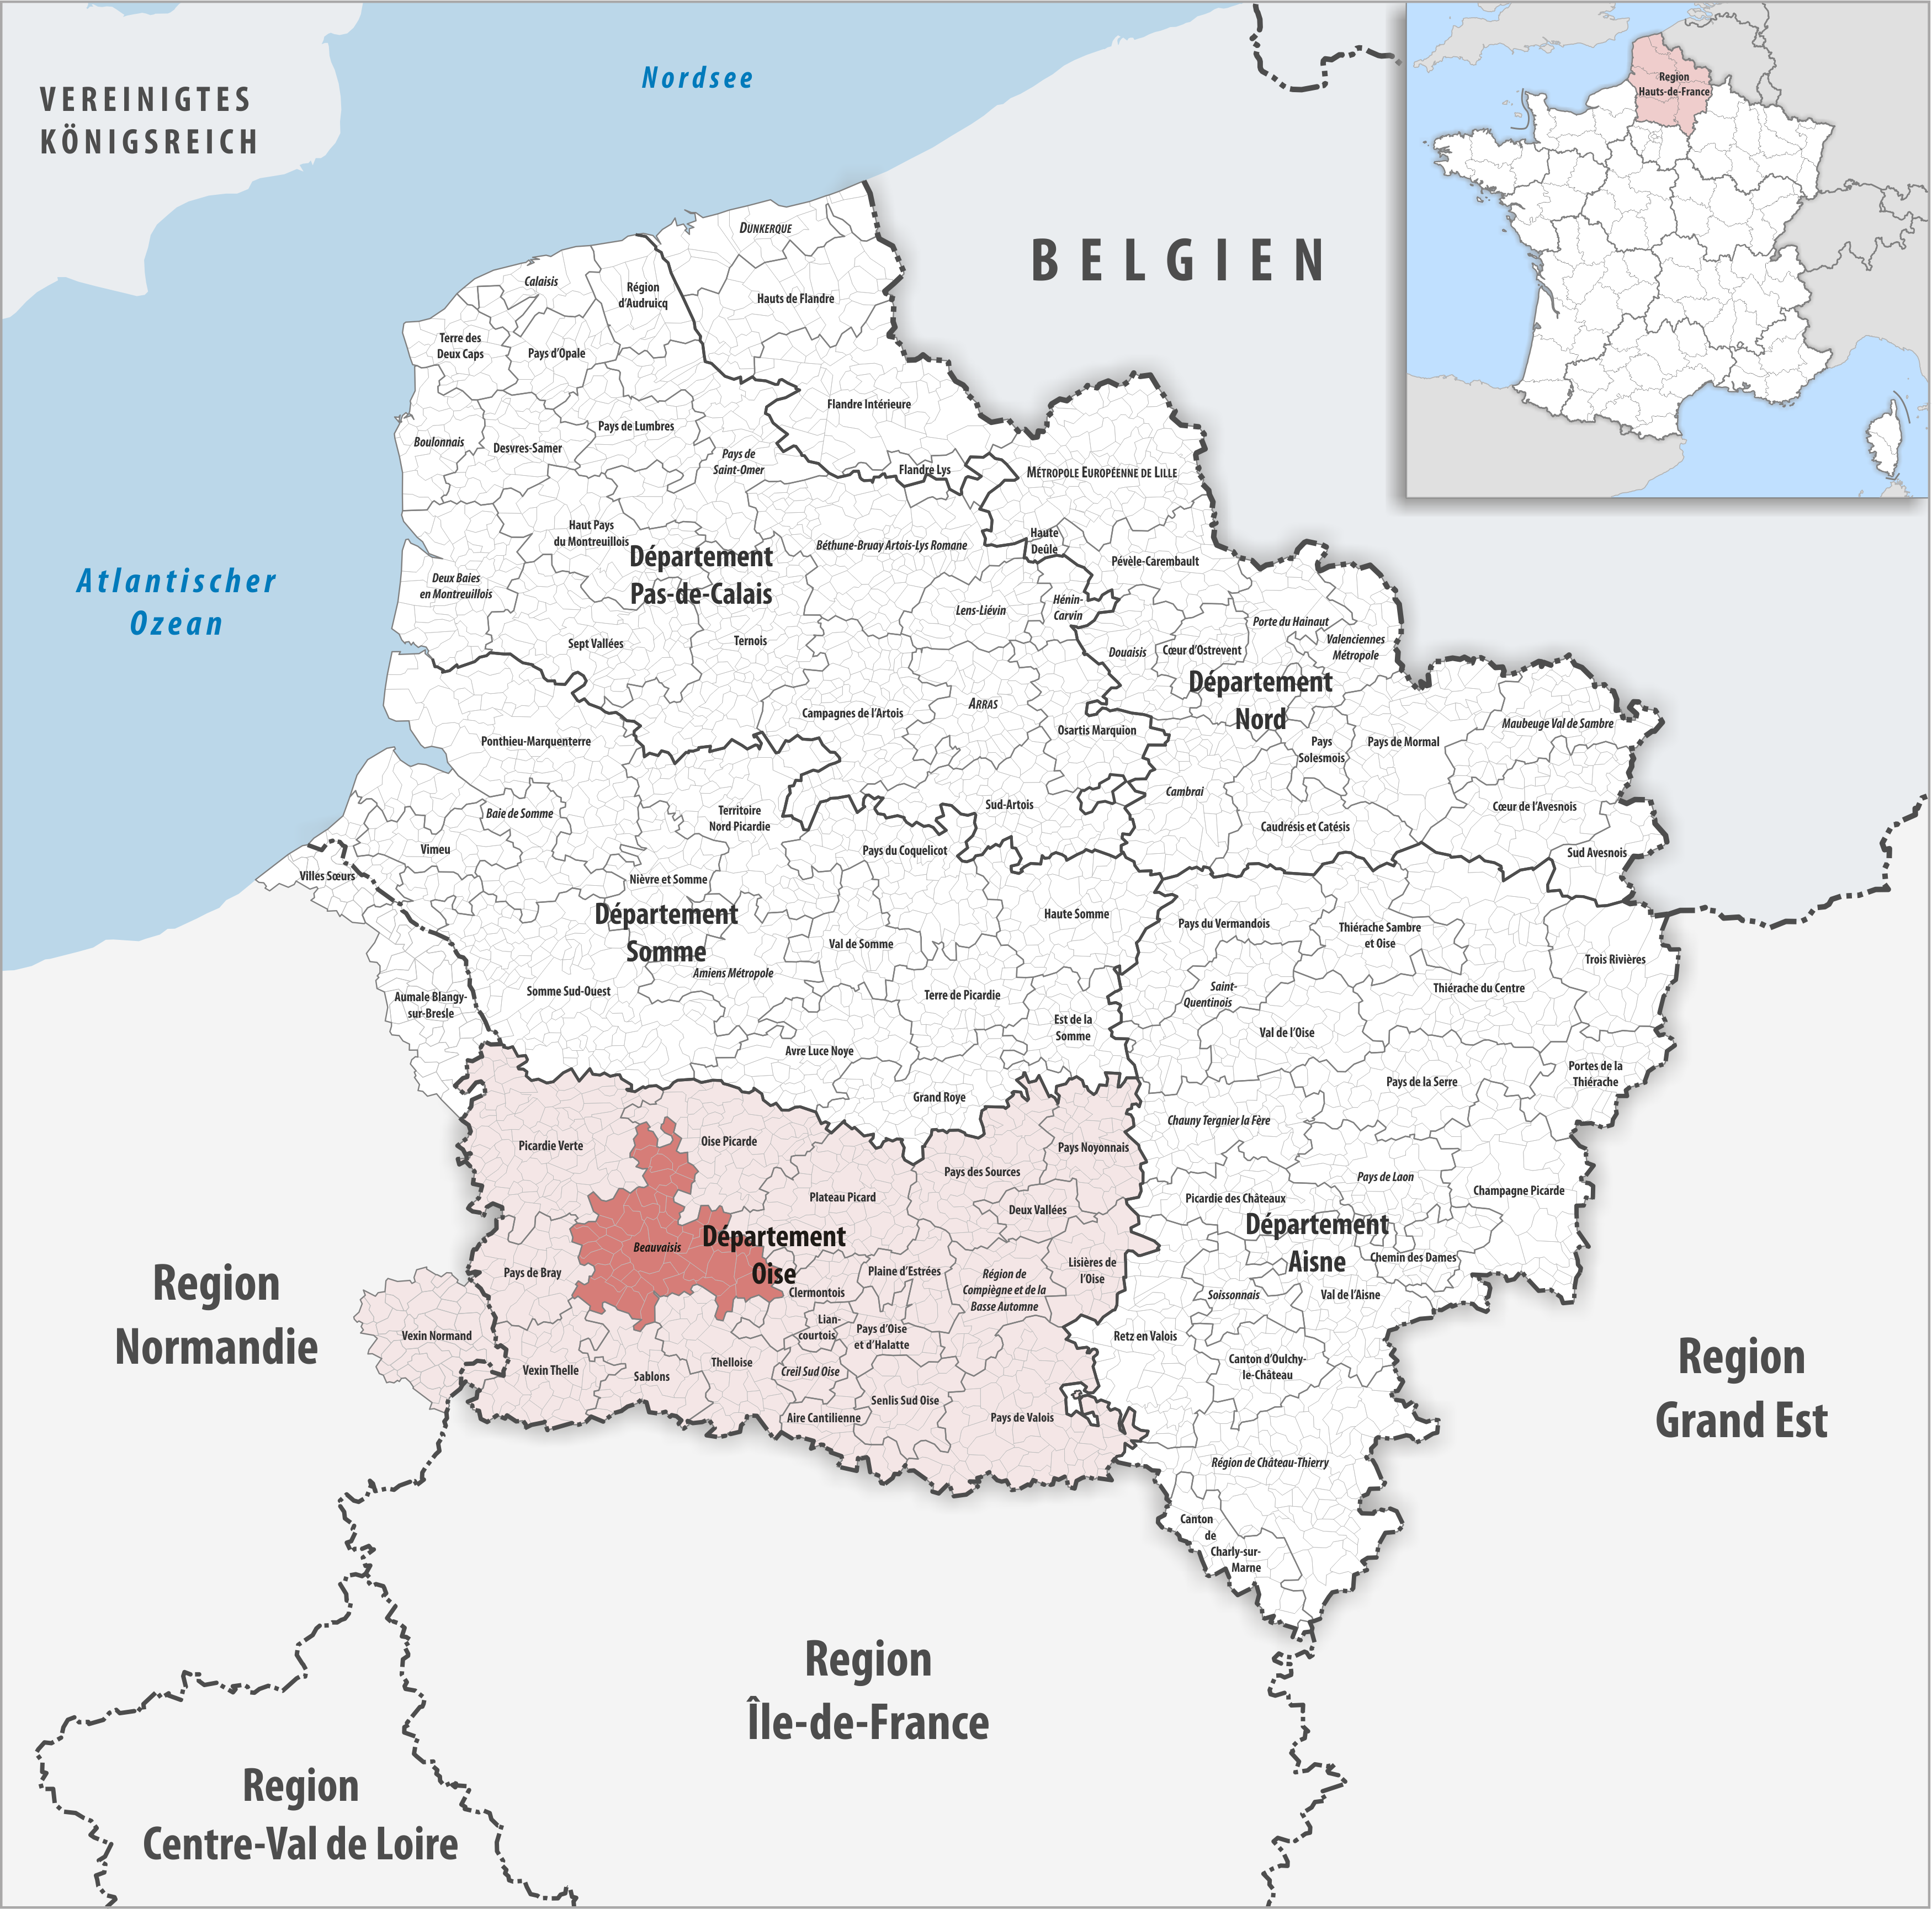 VEREINIGTES
KÖNIGSREICH
Nordsee
BELGIEN
Atlantischer
Ozean
Region
Hauts-de-France
DUNKERQUE
Calaisis
Région
d'Audruicq
Hauts de Flandre
Terre des
Deux Caps
Pays d'Opale
Flandre Intérieure
Boulonnais
Desvres-Samer
Pays de Lumbres
Pays de
Saint-Omer
Flandre Lys
MÉTROPOLE EUROPÉENNE DE LILLE
Haut Pays
du Montreuillois
Département
Pas-de-Calais
Béthune-Bruay Artois-Lys Romane
Haute
Deûle
Pévèle-Carembault
Deux Baies
en Montreuillois
Lens-Liévin
Hénin-
Carvin
Porte du Hainaut
Valenciennes
Métropole
Sept Vallées
Ternois
Douaisis
Cœur d'Ostrevent
Département
Nord
Campagnes de l'Artois
ARRAS
Osartis Marquion
Pays
Solesmois
Pays de Mormal
Maubeuge Val de Sambre
Ponthieu-Marquenterre
Cambrai
Cœur de l'Avesnois
Baie de Somme
Territoire
Nord Picardie
Sud-Artois
Caudrésis et Catésis
Sud Avesnois
Vimeu
Pays du Coquelicot
Villes Sœurs
Nièvre et Somme
Département
Somme
Haute Somme
Pays du Vermandois
Thiérache Sambre
et Oise
Val de Somme
Trois Rivières
Amiens Métropole
Aumale Blangy-
sur-Bresle
Somme Sud-Ouest
Terre de Picardie
Saint-
Quentinois
Thiérache du Centre
Est de la
Somme
Val de l'Oise
Avre Luce Noye
Portes de la
Thiérache
Pays de la Serre
Grand Roye
Chauny Tergnier la Fère
Picardie Verte
Oise Picarde
Pays Noyonnais
Pays des Sources
Pays de Laon
Plateau Picard
Picardie des Châteaux
Champagne Picarde
Deux Vallées
Département
Aisne
Beauvaisis
Département
Oise
Chemin des Dames
Pays de Bray
Plaine d'Estrées
Région de
Compiègne et de la
Basse Automne
Lisières de
l'Oise
Clermontois
Soissonnais
Val de l'Aisne
Region
Normandie
Vexin Normand
Lian-
courtois
Pays d'Oise
et d'Halatte
Retz en Valois
Region
Grand Est
Vexin Thelle
Sablons
Thelloise
Creil Sud Oise
Canton d'Oulchy-
le-Château
Senlis Sud Oise
Aire Cantilienne
Pays de Valois
Région de Château-Thierry
Canton
de
Charly-sur-
Marne
Region
Île-de-France
Region
Centre-Val de Loire